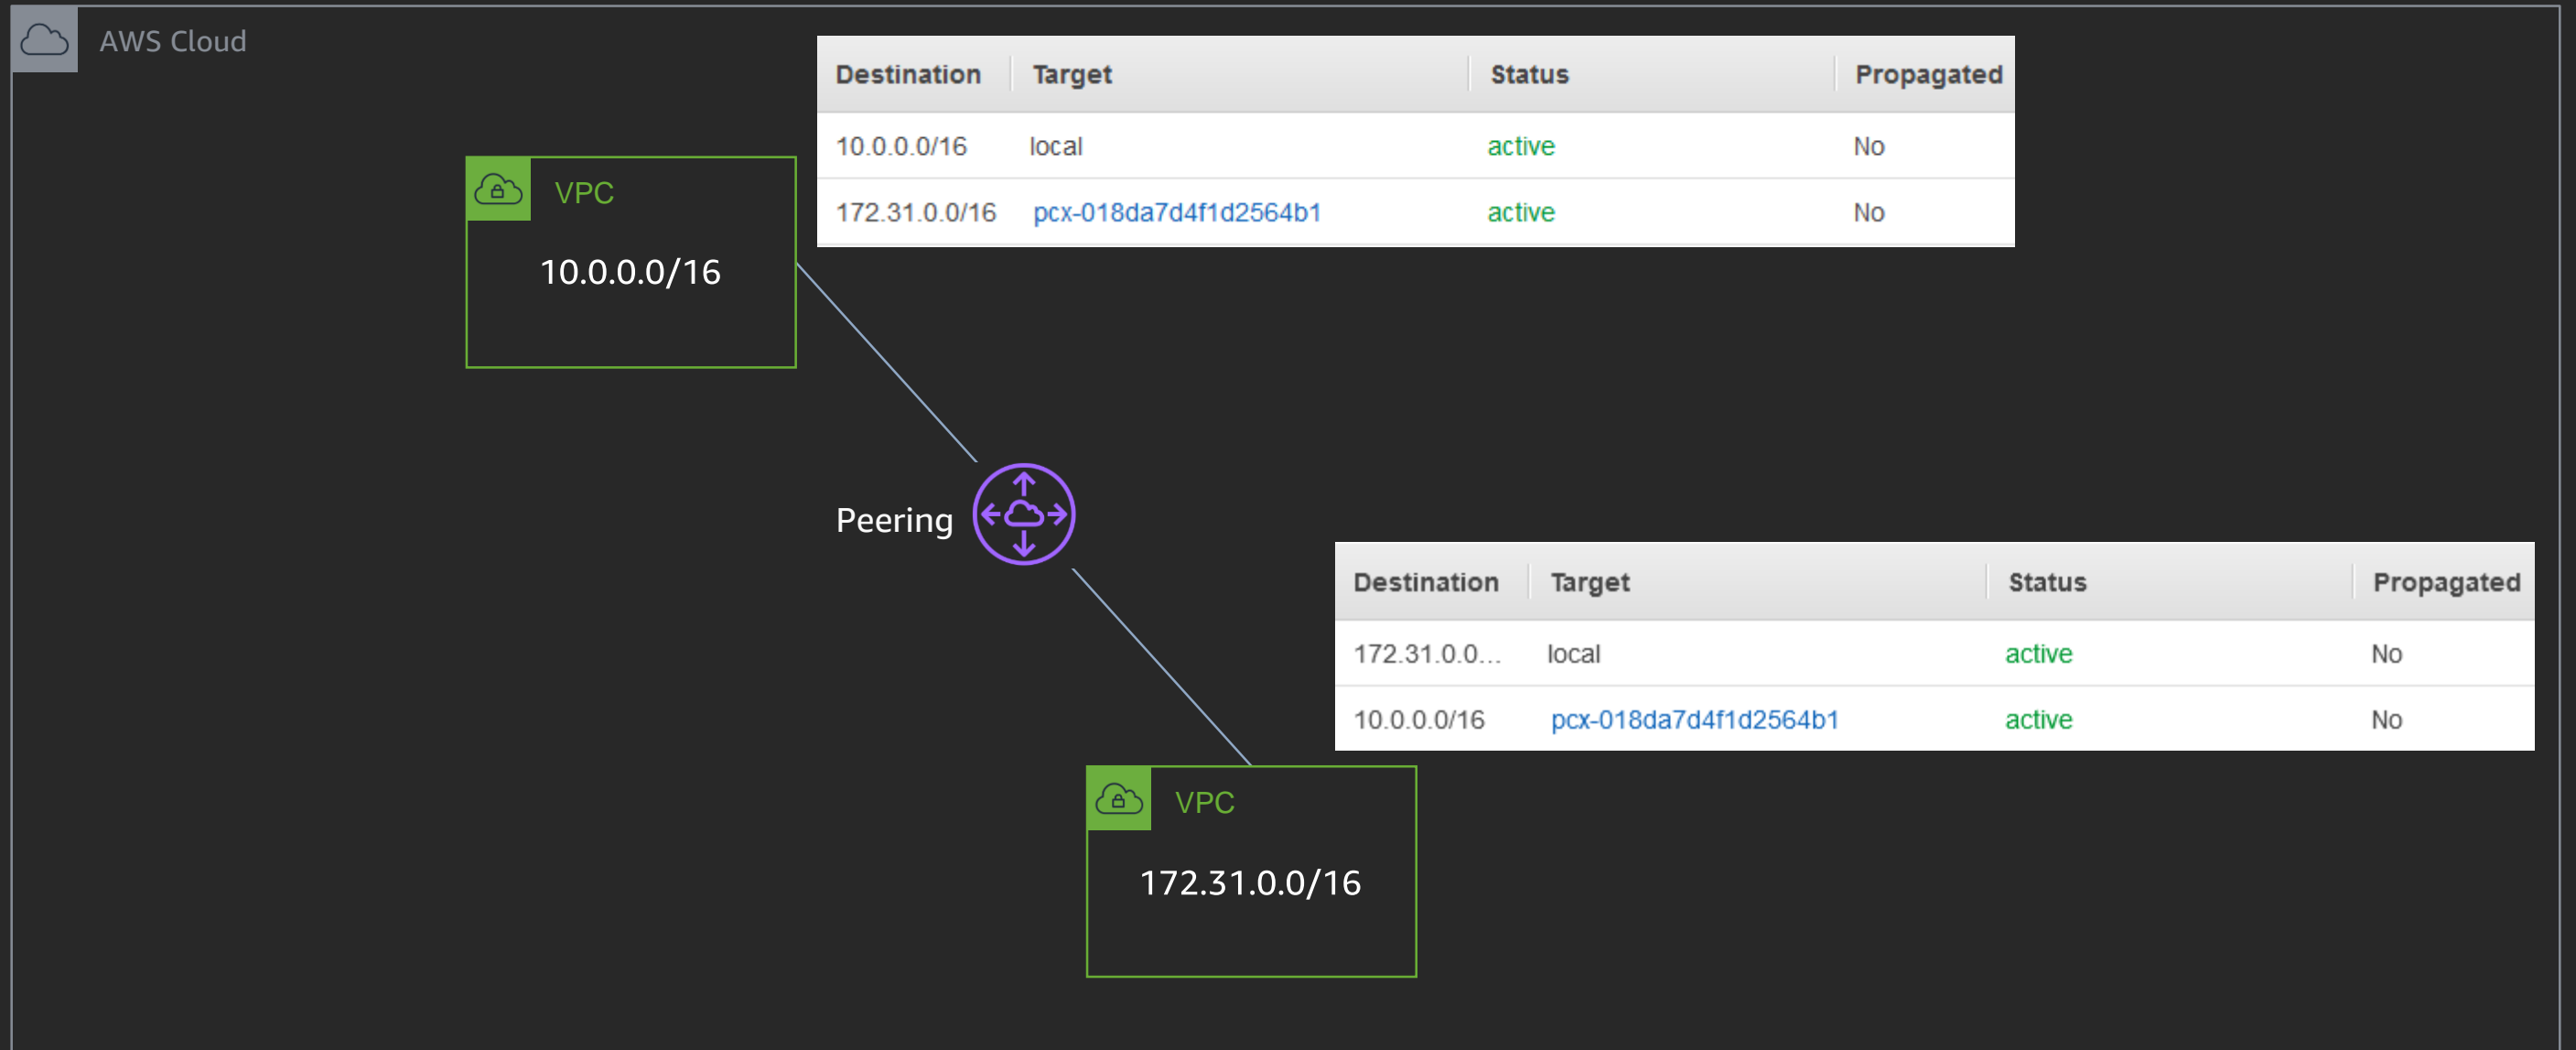 AWS Cloud
Destination Target Status Propagated
10.0.0.0/16 local active No
172.31.0.0/16 pcx-018da7d4f1d2564b1 active No
VPC
10.0.0.0/16
Peering
Destination Target Status Propagated
172.31.0.0... local active No
10.0.0.0/16 pcx-018da7d4f1d2564b1 active No
VPC
172.31.0.0/16